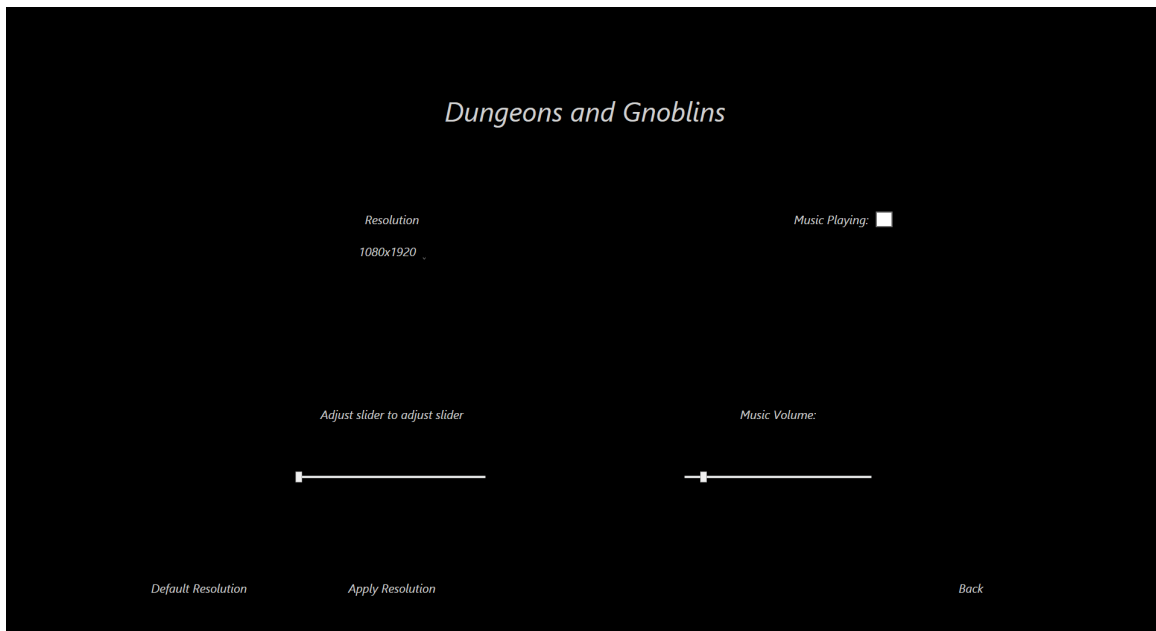 Dungeons and Gnoblins
Resolution
Music Playing:
1080x1920
Adjust slider to adjust slider
Music Volume:
Default Resolution
Apply Resolution
Back